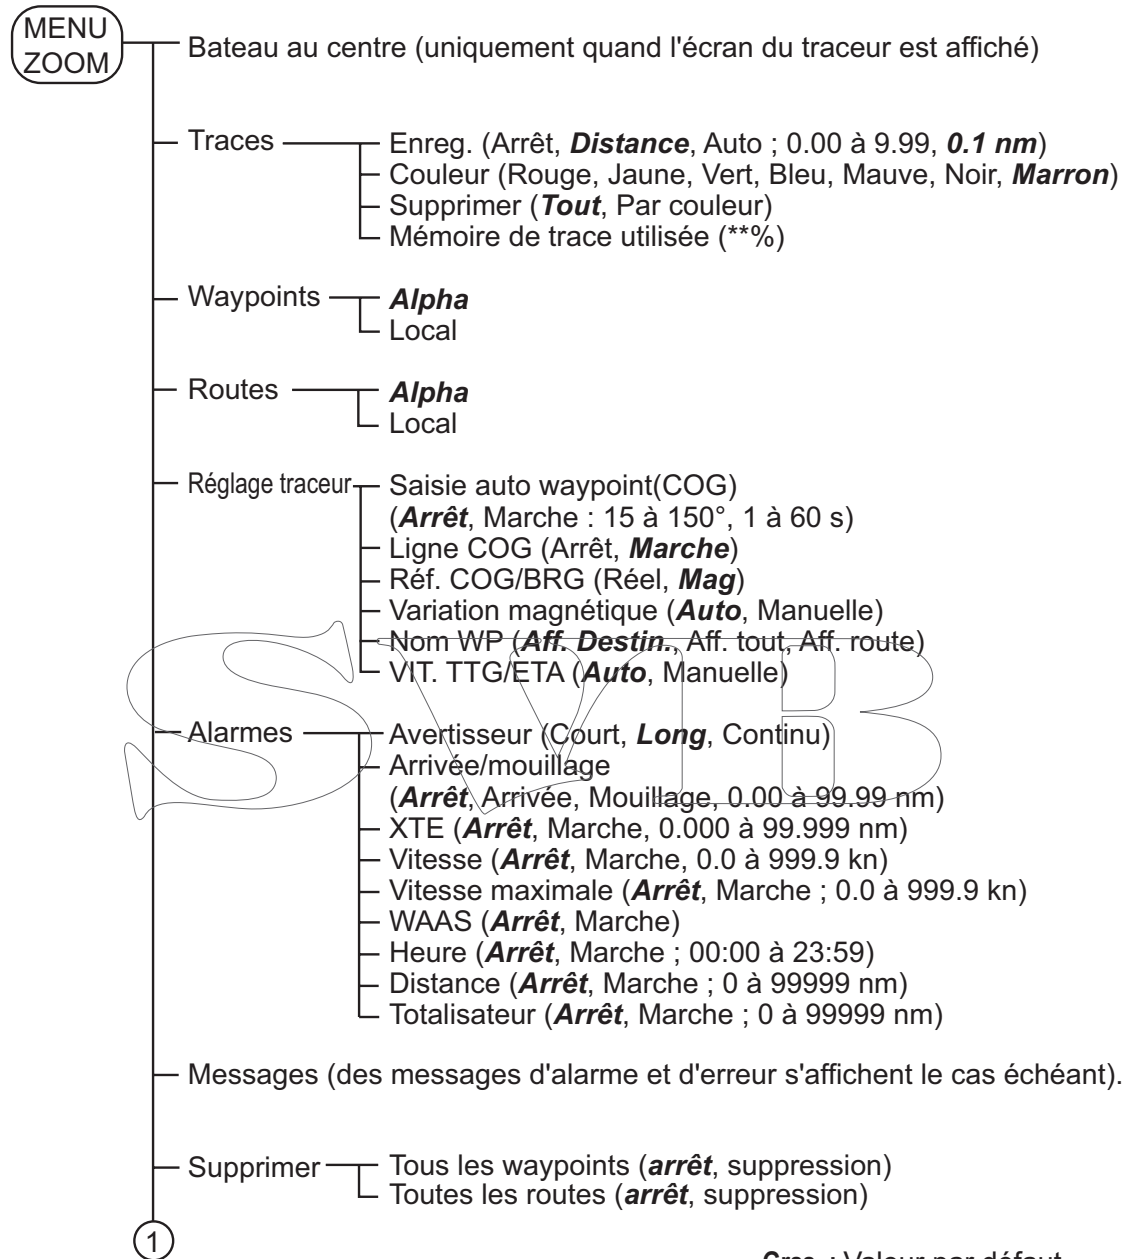 MENU
ZOOM
Bateau au centre (uniquement quand l'écran du traceur est affiché)
Traces
Enreg. (Arrêt, Distance, Auto ; 0.00 à 9.99, 0.1 nm)
Couleur (Rouge, Jaune, Vert, Bleu, Mauve, Noir, Marron)
Supprimer (Tout, Par couleur)
Mémoire de trace utilisée (**%)
Waypoints
Alpha
Local
Routes
Alpha
Local
Réglage traceur
Saisie auto waypoint(COG)
(Arrêt, Marche : 15 à 150°, 1 à 60 s)
Ligne COG (Arrêt, Marche)
Réf. COG/BRG (Réel, Mag)
Variation magnétique (Auto, Manuelle)
Nom WP (Aff. Destin., Aff. tout, Aff. route)
VIT. TTG/ETA (Auto, Manuelle)
SVB
Alarmes
Avertisseur (Court, Long, Continu)
Arrivée/mouillage
(Arrêt, Arrivée, Mouillage, 0.00 à 99.99 nm)
XTE (Arrêt, Marche, 0.000 à 99.999 nm)
Vitesse (Arrêt, Marche, 0.0 à 999.9 kn)
Vitesse maximale (Arrêt, Marche ; 0.0 à 999.9 kn)
WAAS (Arrêt, Marche)
Heure (Arrêt, Marche ; 00:00 à 23:59)
Distance (Arrêt, Marche ; 0 à 99999 nm)
Totalisateur (Arrêt, Marche ; 0 à 99999 nm)
Messages (des messages d'alarme et d'erreur s'affichent le cas échéant).
Supprimer
Tous les waypoints (arrêt, suppression)
Toutes les routes (arrêt, suppression)
1
Gras : Valeur par défaut